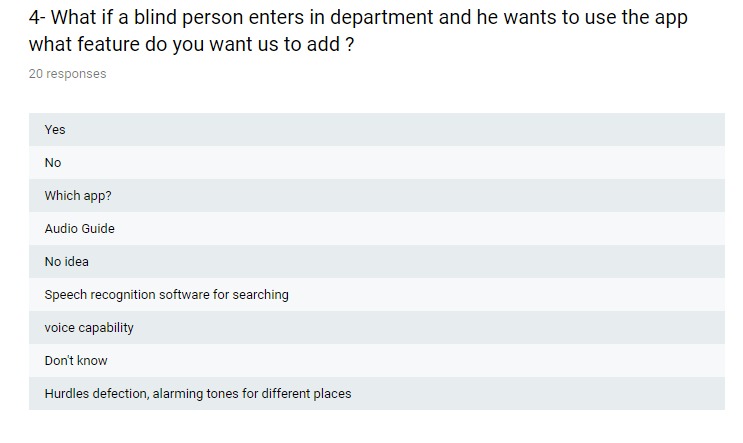 4- What if a blind person enters in department and he wants to use the app
what feature do you want us to add ?
20 responses
Yes
No
Which app?
Audio Guide
No idea
Speech recognition software for searching
voice capability
Don't know
Hurdles defection, alarming tones for different places